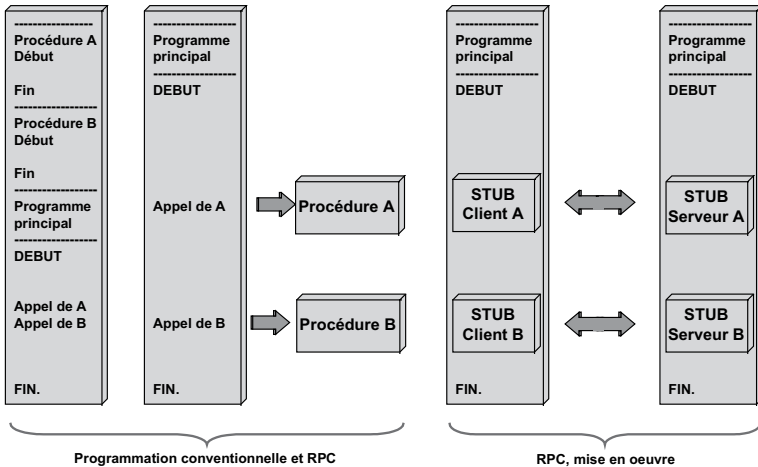 Procédure A
Début
Fin
Procédure B
Début
Fin
Programme
principal
DEBUT
Appel de A
Appel de B
FIN.
Programme
principal
DEBUT
Appel de A
Appel de B
FIN.
Procédure A
Procédure B
Programmation conventionnelle et RPC
Programme
principal
DEBUT
STUB
Client A
STUB
Client B
FIN.
Programme
principal
DEBUT
STUB
Serveur A
STUB
Serveur B
FIN.
RPC, mise en oeuvre